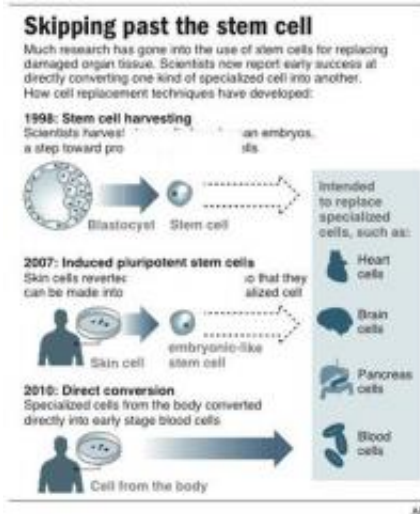 Skipping past the stem cell
Much research has gone into the use of stem cells for replacing
damaged organ tissue. Scientists now report early success at
directly converting one kind of specialized cell into another.
How cell replacement techniques have developed:
1998: Stem cell harvesting
Scientists an embryos,
a step toward
Blastocyst
Stem cell
2007: Induced pluripotent stem cells
Skin cells that they
can be made into cell
Skin cell
embryonic-like
stem cell
2010: Direct conversion
Specialized cells from the body converted
directly into early stage blood cells
Cell from the body
Intended
to replace
specialized
cells, such as:
Heart
cells
Brain
cells
Pancreas
cells
Blood
cells